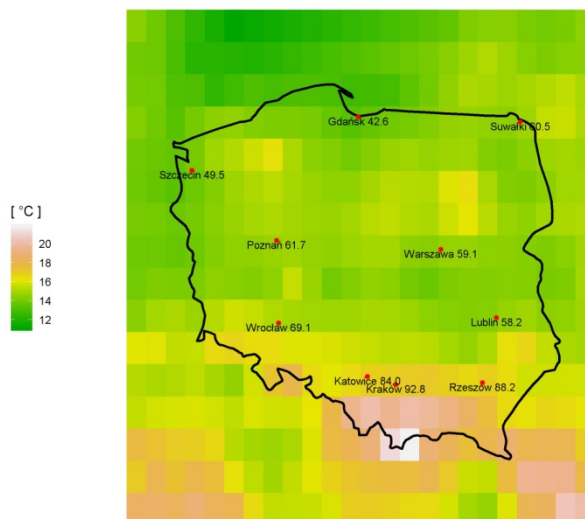 Gdańsk 42.6
Suwałki 60.5
Szczecin 49.5
[ °C ]
20
18
16
14
12
Poznań 61.7
Warszawa 59.1
Wrocław 69.1
Lublin 58.2
Katowice 84.0
Kraków 92.8
Rzeszów 88.2